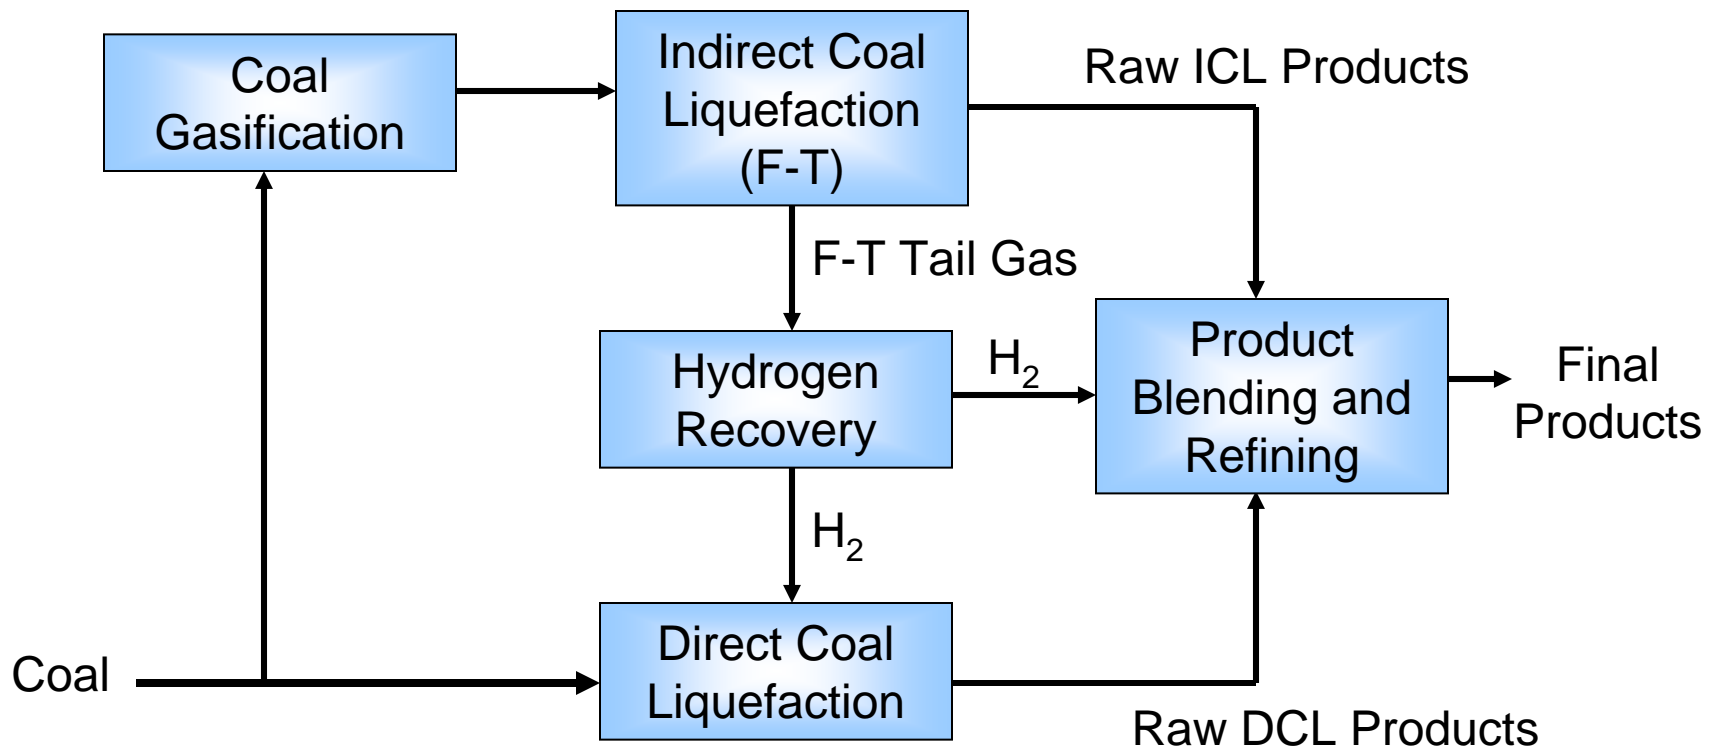 Coal
Gasification
Indirect Coal
Liquefaction
(F-T)
Raw ICL Products
F-T Tail Gas
Hydrogen
Recovery
H₂
Product
Blending and
Refining
Final
Products
H₂
Coal
Direct Coal
Liquefaction
Raw DCL Products